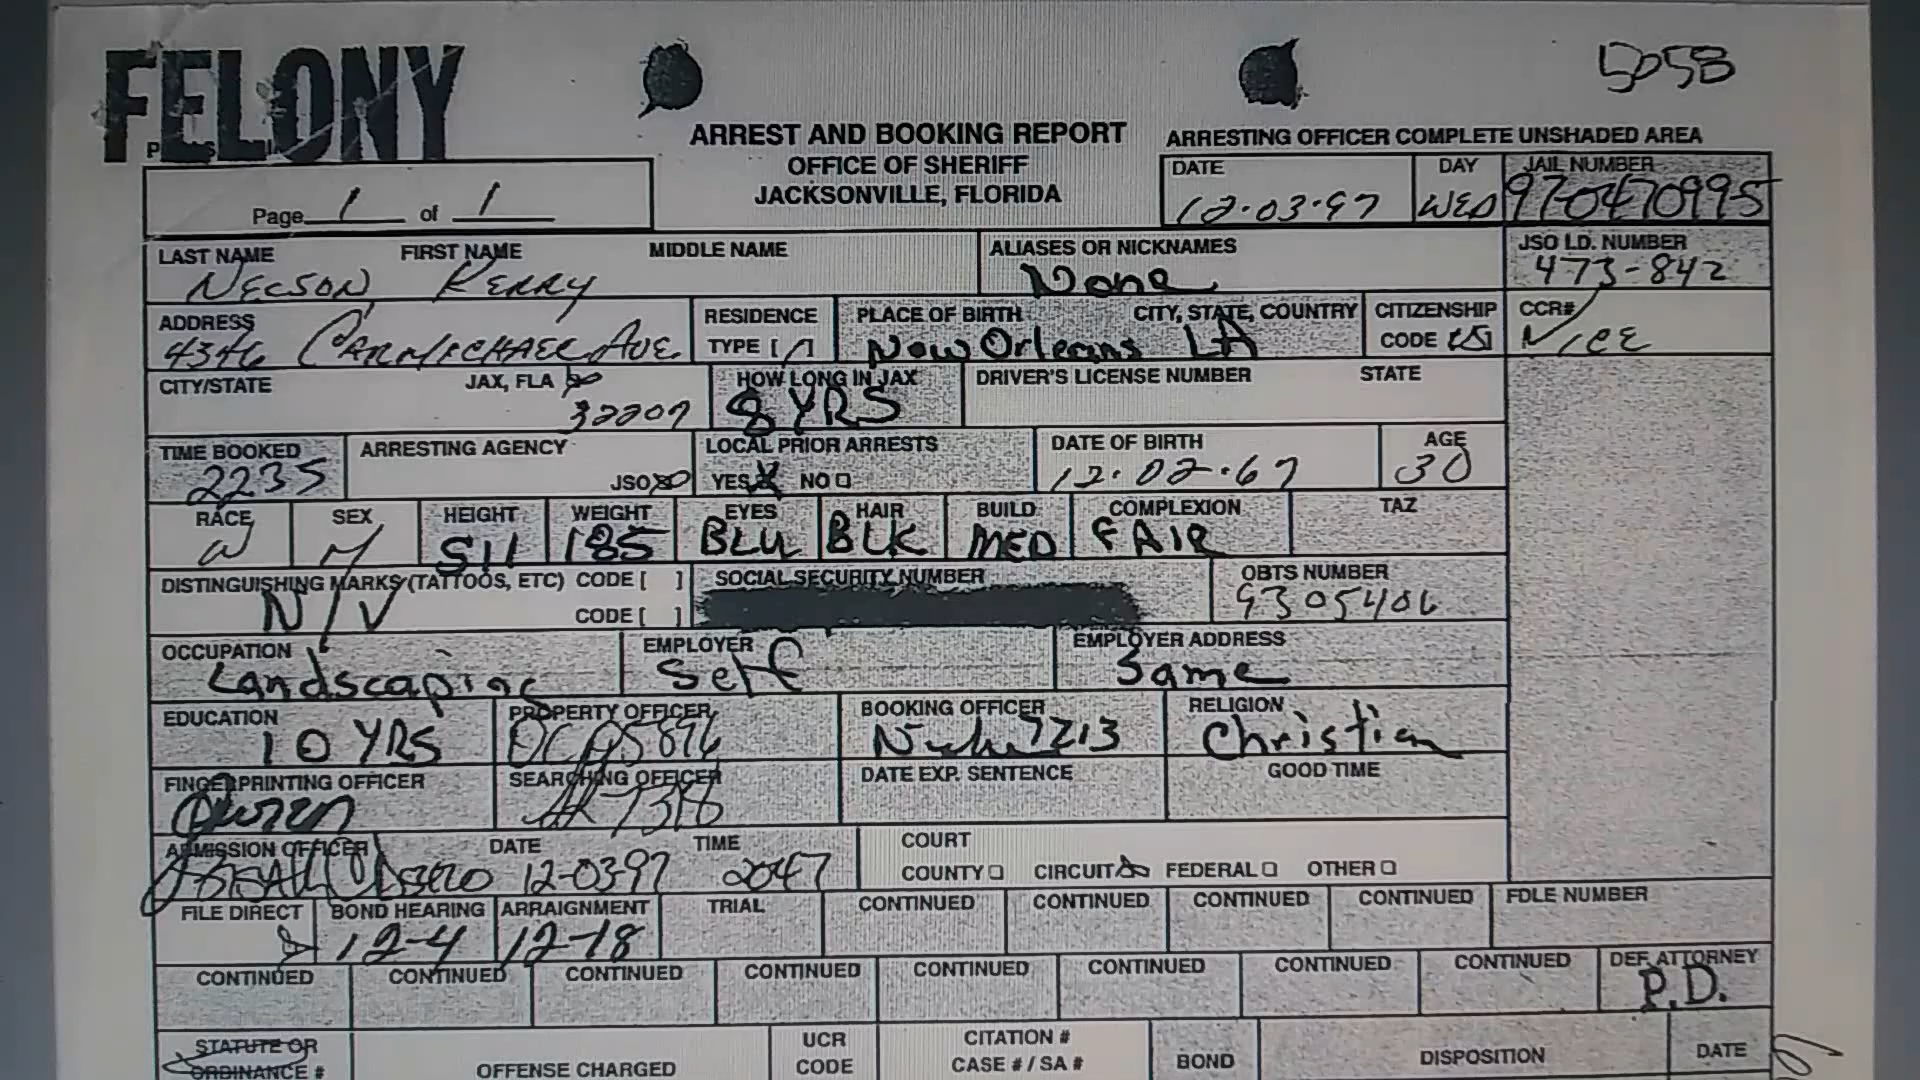 FELONY
5058
ARREST AND BOOKING REPORT
OFFICE OF SHERIFF
JACKSONVILLE, FLORIDA
ARRESTING OFFICER COMPLETE UNSHADED AREA
Page 1 of 1
DATE 12-03-97 DAY WED JAIL NUMBER 970470995
LAST NAME FIRST NAME MIDDLE NAME ALIASES OR NICKNAMES JSO I.D. NUMBER
NELSON KERRY None 473-842
ADDRESS RESIDENCE PLACE OF BIRTH CITY, STATE, COUNTRY CITIZENSHIP CCR#
4346 CARMICHAEL AVE. TYPE [ ] New Orleans LA CODE US
CITY/STATE JAX, FLA HOW LONG IN JAX DRIVER'S LICENSE NUMBER STATE
32207 8 YRS
TIME BOOKED ARRESTING AGENCY LOCAL PRIOR ARRESTS DATE OF BIRTH AGE
2235 JSO YES NO 12-02-67 30
RACE SEX HEIGHT WEIGHT EYES HAIR BUILD COMPLEXION TAZ
W M 511 185 BLU BLK MED FAIR
DISTINGUISHING MARKS (TATTOOS, ETC) CODE [ ] SOCIAL SECURITY NUMBER OBTS NUMBER
N/V CODE [ ] 9305406
OCCUPATION EMPLOYER EMPLOYER ADDRESS
Landscaping Self Same
EDUCATION PROPERTY OFFICER BOOKING OFFICER RELIGION
10 YRS 7213 Christian
FINGERPRINTING OFFICER SEARCHING OFFICER DATE EXP. SENTENCE GOOD TIME
7318
ADMISSION OFFICER DATE TIME COURT
12-03-97 2047 COUNTY CIRCUIT FEDERAL OTHER
FILE DIRECT BOND HEARING ARRAIGNMENT TRIAL CONTINUED CONTINUED CONTINUED CONTINUED FDLE NUMBER
12-4 12-18
CONTINUED CONTINUED CONTINUED CONTINUED CONTINUED CONTINUED CONTINUED CONTINUED DEF. ATTORNEY
P.D.
STATUTE OR ORDINANCE # OFFENSE CHARGED UCR CODE CITATION # CASE # / SA # BOND DISPOSITION DATE